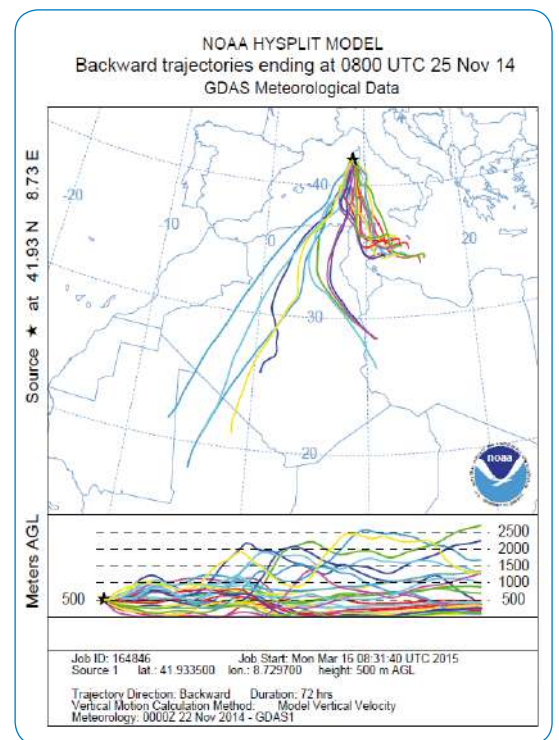 NOAA HYSPLIT MODEL
Backward trajectories ending at 0800 UTC 25 Nov 14
GDAS Meteorological Data
Source ★ at 41.93 N 8.73 E
-20
-10
0
-40
20
-30
20
noaa
Meters AGL
500
2500
2000
1500
1000
500
Job ID: 164846 Job Start: Mon Mar 16 08:31:40 UTC 2015
Source 1 lat.: 41.933500 lon.: 8.729700 height: 500 m AGL
Trajectory Direction: Backward Duration: 72 hrs
Vertical Motion Calculation Method: Model Vertical Velocity
Meteorology: 0000Z 22 Nov 2014 - GDAS1